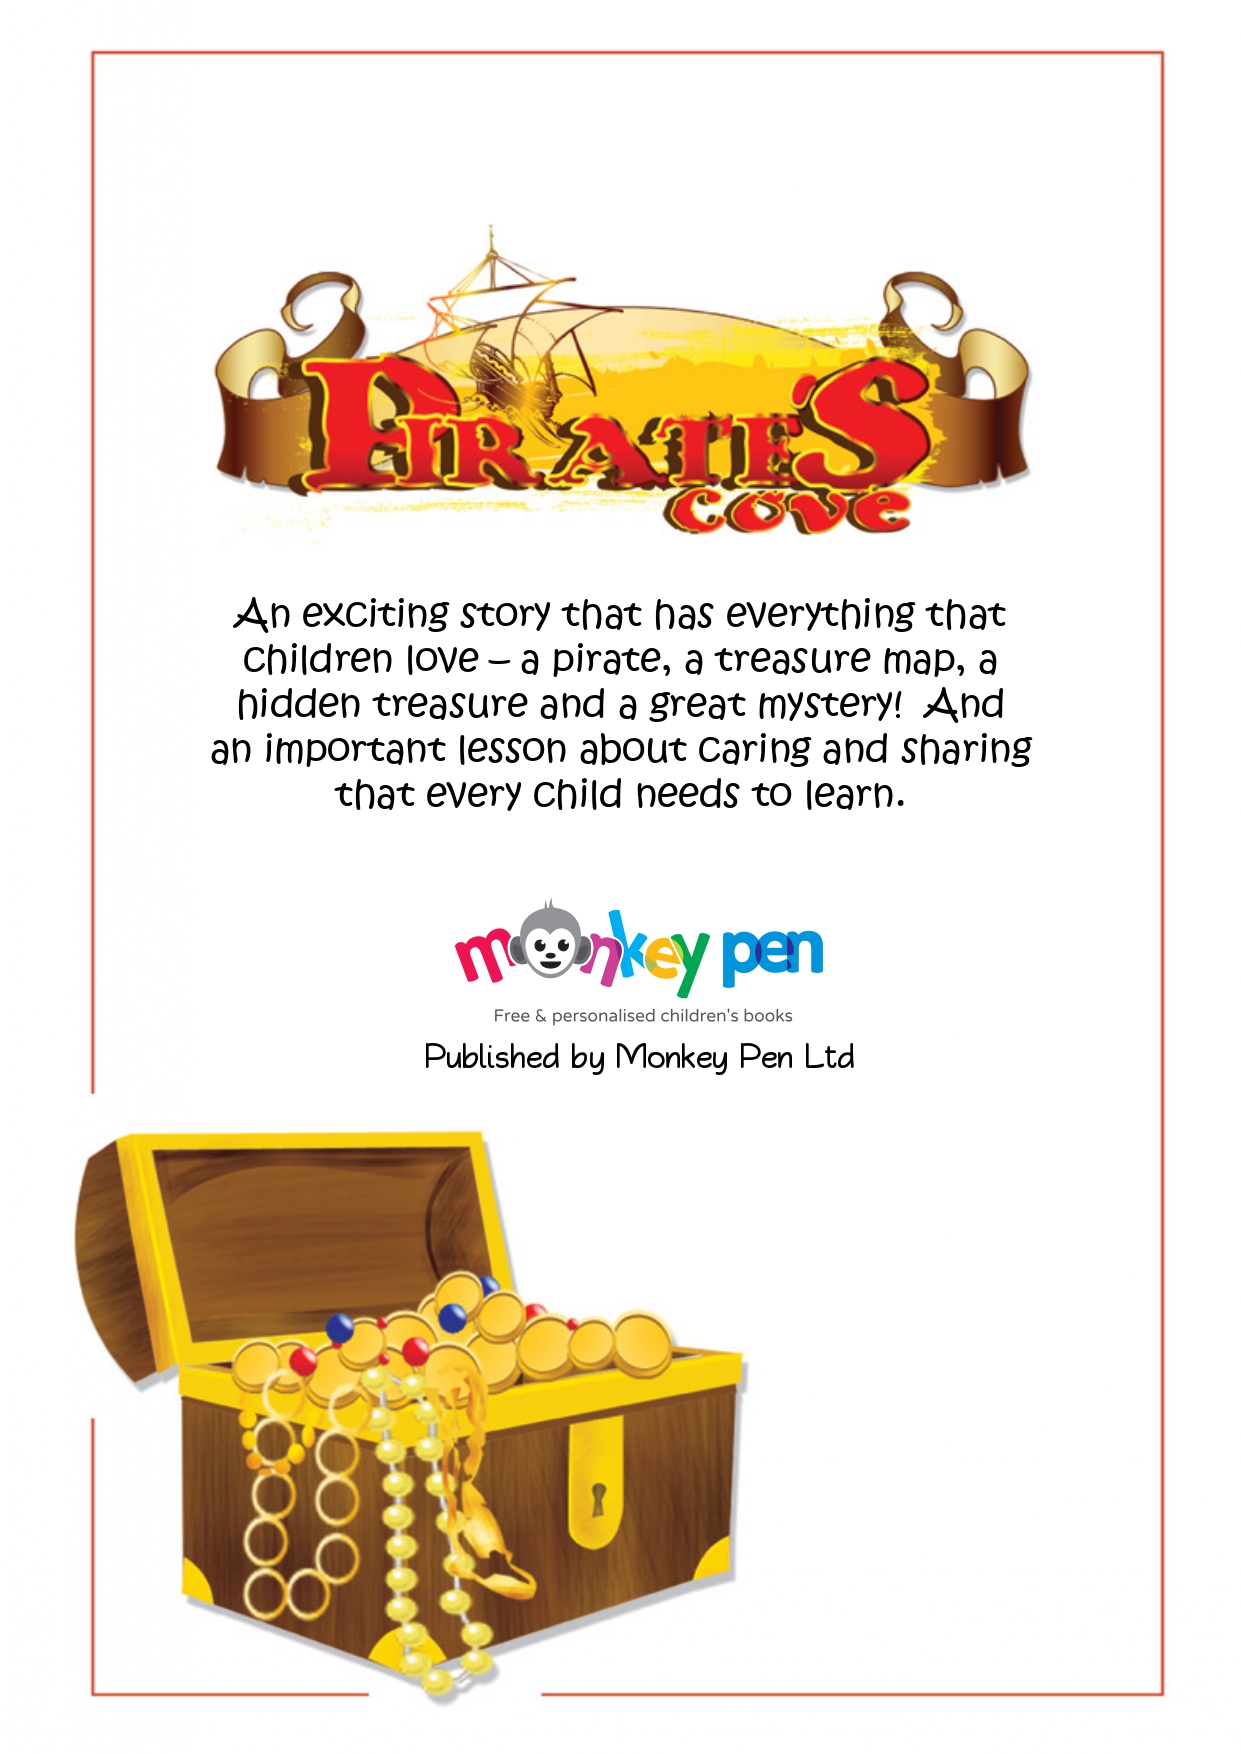 PIRATE'S
COVE
An exciting story that has everything that
children love – a pirate, a treasure map, a
hidden treasure and a great mystery!  And
an important lesson about caring and sharing
that every child needs to learn.
monkey pen
Free & personalised children's books
Published by Monkey Pen Ltd